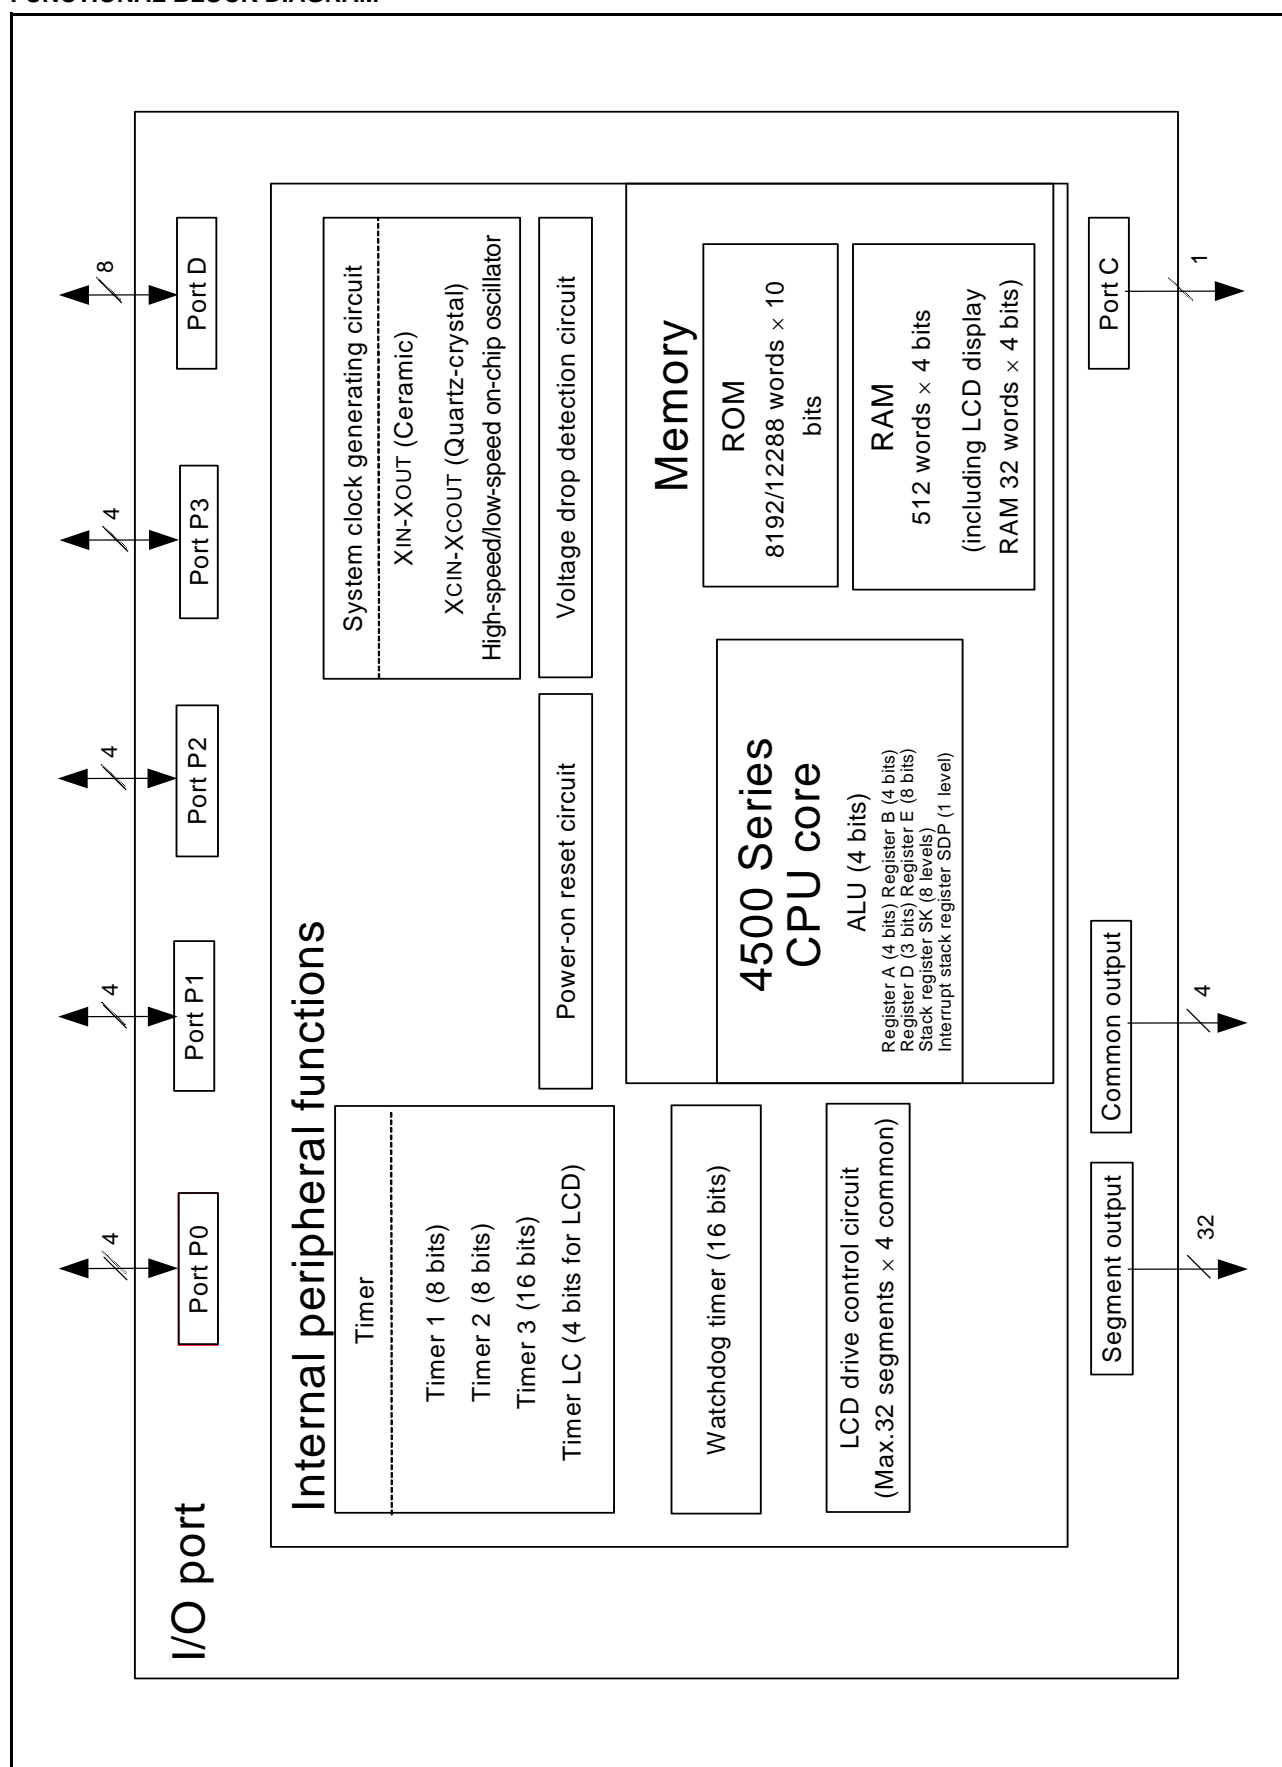 FUNCTIONAL BLOCK DIAGRAM
I/O port
4
Port P0
4
Port P1
4
Port P2
4
Port P3
8
Port D
Internal peripheral functions
Timer
Timer 1 (8 bits)
Timer 2 (8 bits)
Timer 3 (16 bits)
Timer LC (4 bits for LCD)
System clock generating circuit
XIN-XOUT (Ceramic)
XCIN-XCOUT (Quartz-crystal)
High-speed/low-speed on-chip oscillator
Power-on reset circuit
Voltage drop detection circuit
Watchdog timer (16 bits)
LCD drive control circuit
(Max.32 segments × 4 common)
4500 Series
CPU core
ALU (4 bits)
Register A (4 bits) Register B (4 bits)
Register D (3 bits) Register E (8 bits)
Stack register SK (8 levels)
Interrupt stack register SDP (1 level)
Memory
ROM
8192/12288 words × 10
bits
RAM
512 words × 4 bits
(including LCD display
RAM 32 words × 4 bits)
Segment output
32
Common output
4
Port C
1